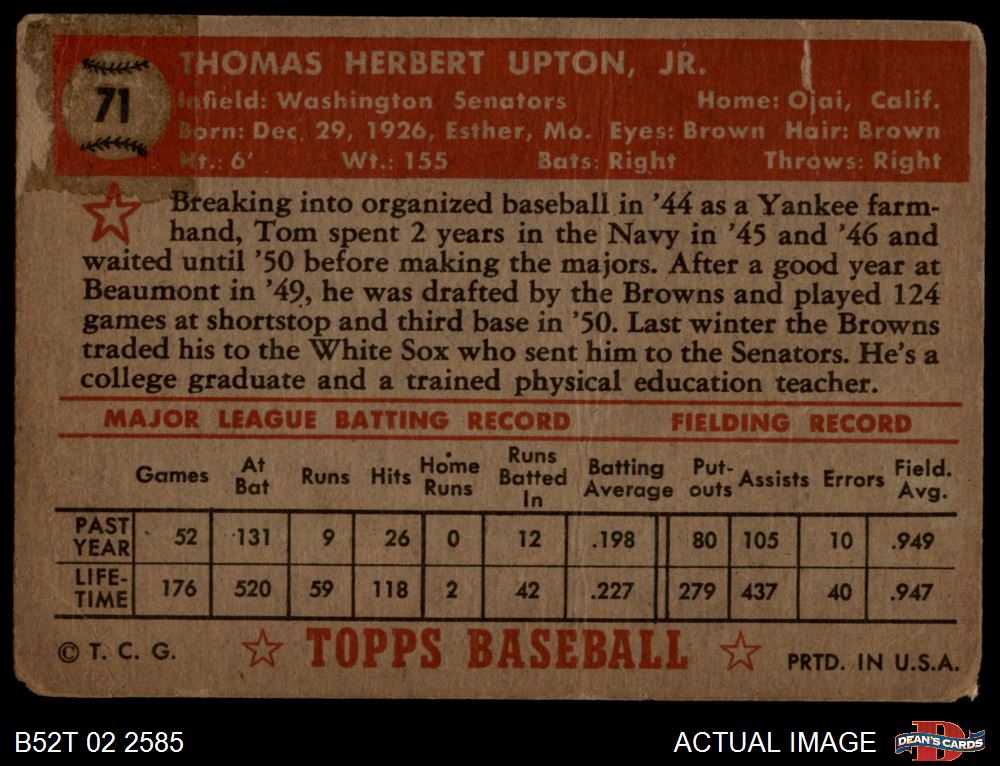 71
THOMAS HERBERT UPTON, JR.
Infield: Washington Senators Home: Ojai, Calif.
Born: Dec. 29, 1926, Esther, Mo. Eyes: Brown Hair: Brown
Ht.: 6' Wt.: 155 Bats: Right Throws: Right
Breaking into organized baseball in '44 as a Yankee farm-
hand, Tom spent 2 years in the Navy in '45 and '46 and
waited until '50 before making the majors. After a good year at
Beaumont in '49, he was drafted by the Browns and played 124
games at shortstop and third base in '50. Last winter the Browns
traded his to the White Sox who sent him to the Senators. He's a
college graduate and a trained physical education teacher.
MAJOR LEAGUE BATTING RECORD FIELDING RECORD
Games At Bat Runs Hits Home Runs Runs Batted In Batting Average Put-outs Assists Errors Field. Avg.
PAST YEAR 52 131 9 26 0 12 .198 80 105 10 .949
LIFE-TIME 176 520 59 118 2 42 .227 279 437 40 .947
© T. C. G. TOPPS BASEBALL PRTD. IN U.S.A.
B52T 02 2585 ACTUAL IMAGE DEAN'S CARDS